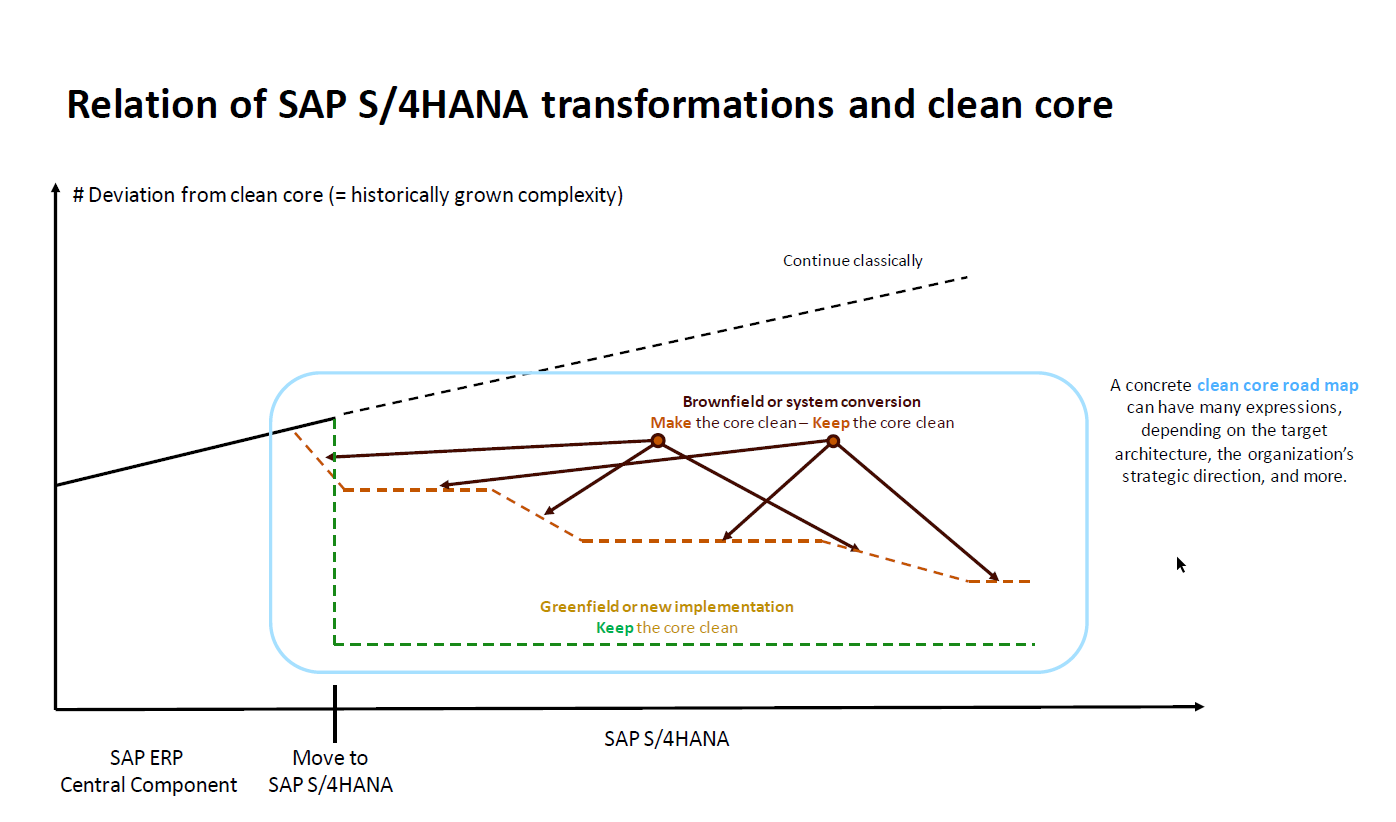 Relation of SAP S/4HANA transformations and clean core
# Deviation from clean core (= historically grown complexity)
Continue classically
Brownfield or system conversion
Make the core clean – Keep the core clean
A concrete clean core road map
can have many expressions,
depending on the target
architecture, the organization’s
strategic direction, and more.
Greenfield or new implementation
Keep the core clean
SAP S/4HANA
SAP ERP
Central Component
Move to
SAP S/4HANA